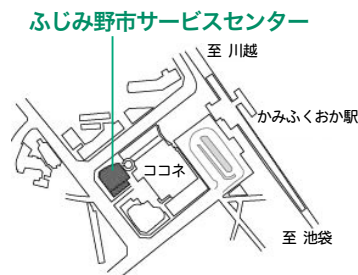 ふじみ野市サービスセンター
至 川越
かみふくおか駅
ココネ
至 池袋